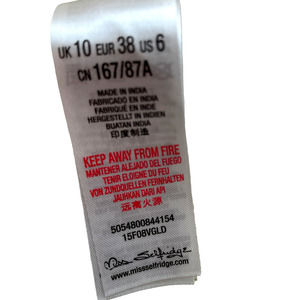 UK 10 EUR 38 US 6
CN 167/87A
MADE IN INDIA
FABRICADO EN INDIA
FABRIQUÉ EN INDE
HERGESTELLT IN INDIEN
BUATAN INDIA
印度制造
KEEP AWAY FROM FIRE
MANTENER ALEJADO DEL FUEGO
TENIR ELOIGNE DU FEU
VON ZUNDQUELLEN FERNHALTEN
JAUHKAN DARI API
远离火源
5054800844154
15F08VGLD
Miss Selfridge
www.missselfridge.com